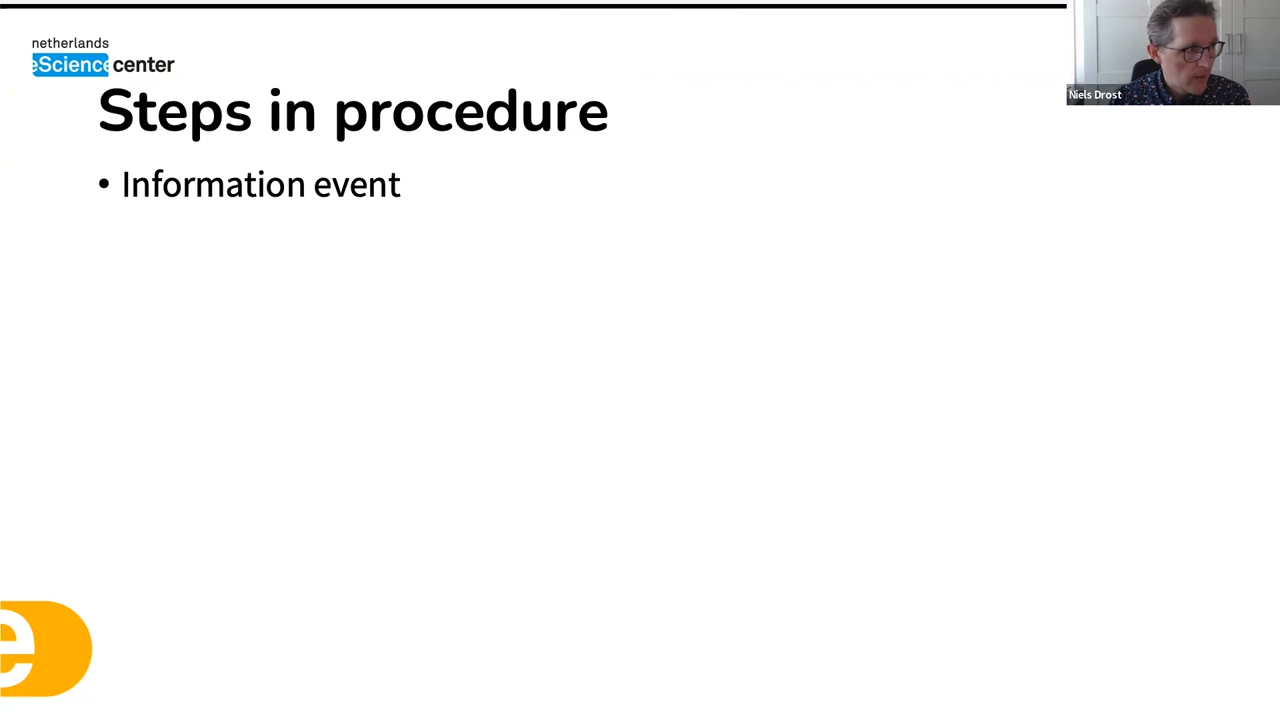 netherlands
eScience center
Niels Drost
Steps in procedure
• Information event
e